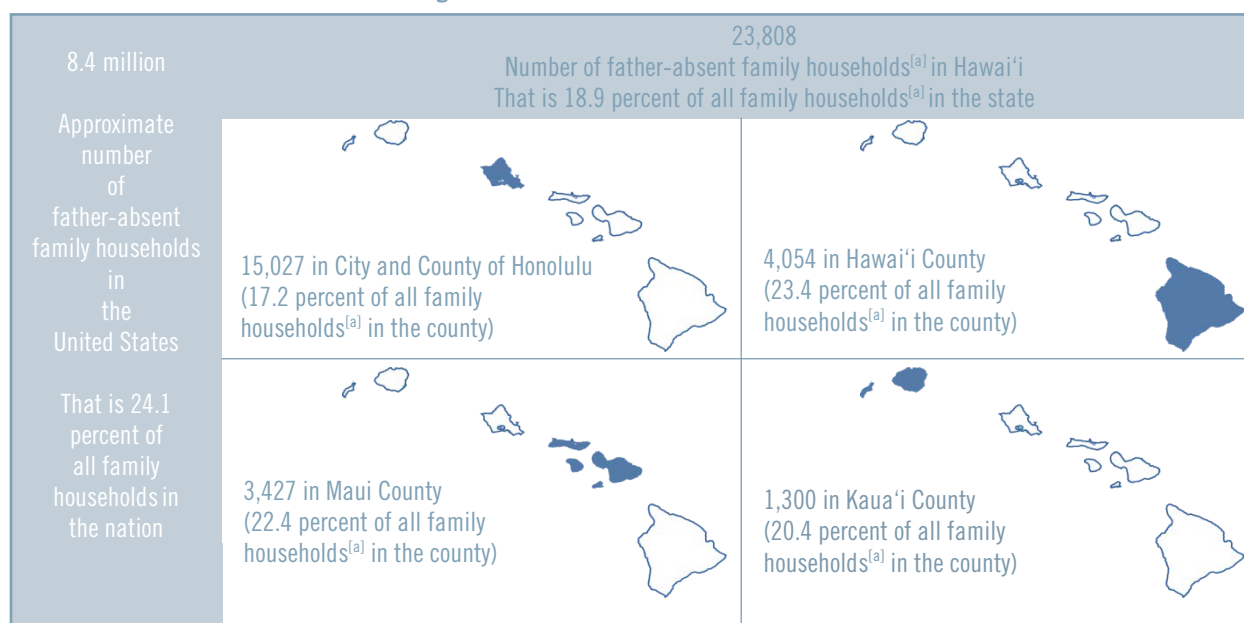 8.4 million
Approximate
number
of
father-absent
family households
in
the
United States
That is 24.1
percent of
all family
households in
the nation
23,808
Number of father-absent family households[a] in Hawai‘i
That is 18.9 percent of all family households[a] in the state
15,027 in City and County of Honolulu
(17.2 percent of all family
households[a] in the county)
4,054 in Hawai‘i County
(23.4 percent of all family
households[a] in the county)
3,427 in Maui County
(22.4 percent of all family
households[a] in the county)
1,300 in Kaua‘i County
(20.4 percent of all family
households[a] in the county)